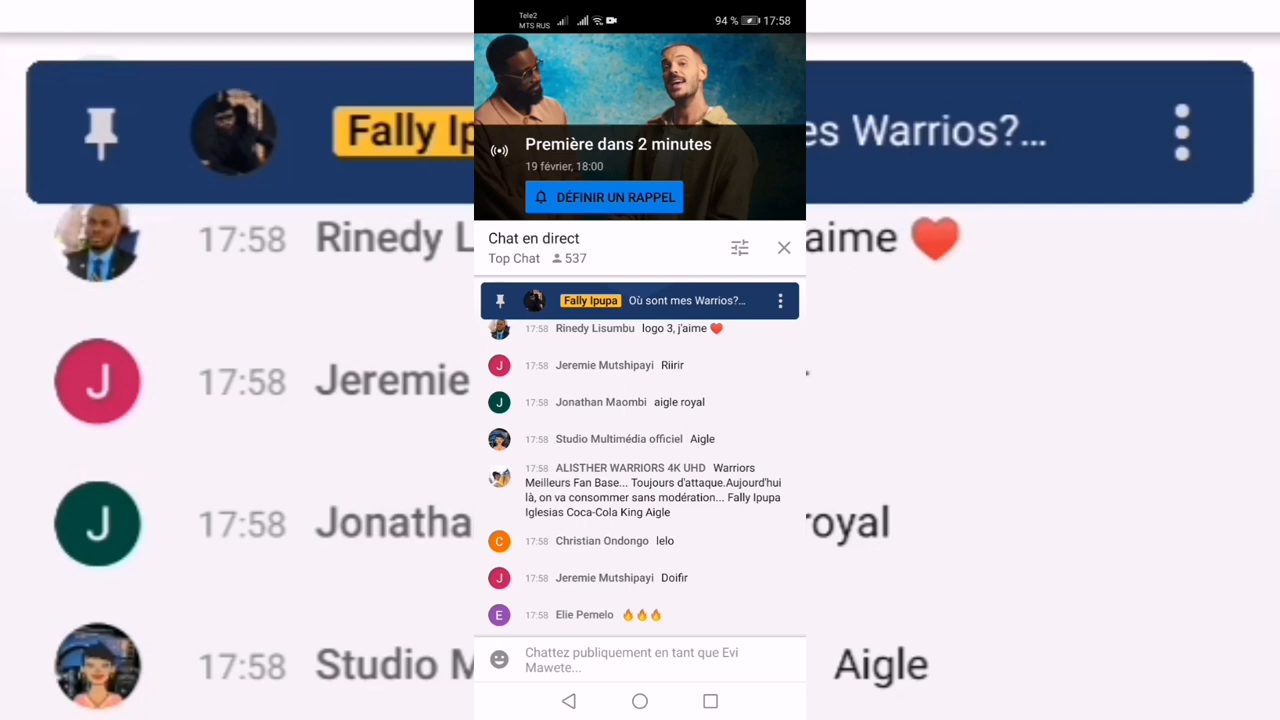 Tele2
MTS RUS
94 % 17:58
Première dans 2 minutes
19 février, 18:00
DÉFINIR UN RAPPEL
Chat en direct
Top Chat 537
Fally Ipupa Où sont mes Warrios?...
17:58 Rinedy Lisumbu logo 3, j'aime ❤️
17:58 Jeremie Mutshipayi Riirir
17:58 Jonathan Maombi aigle royal
17:58 Studio Multimédia officiel Aigle
17:58 ALISTHER WARRIORS 4K UHD Warriors
Meilleurs Fan Base... Toujours d'attaque.Aujourd'hui
là, on va consommer sans modération... Fally Ipupa
Iglesias Coca-Cola King Aigle
C 17:58 Christian Ondongo lelo
J 17:58 Jeremie Mutshipayi Doifir
E 17:58 Elie Pemelo 🔥🔥🔥
Chattez publiquement en tant que Evi
Mawete...
Fally Ip
es Warrios?...
17:58 Rinedy L
aime ❤️
J 17:58 Jeremie
J 17:58 Jonatha
royal
17:58 Studio M
Aigle